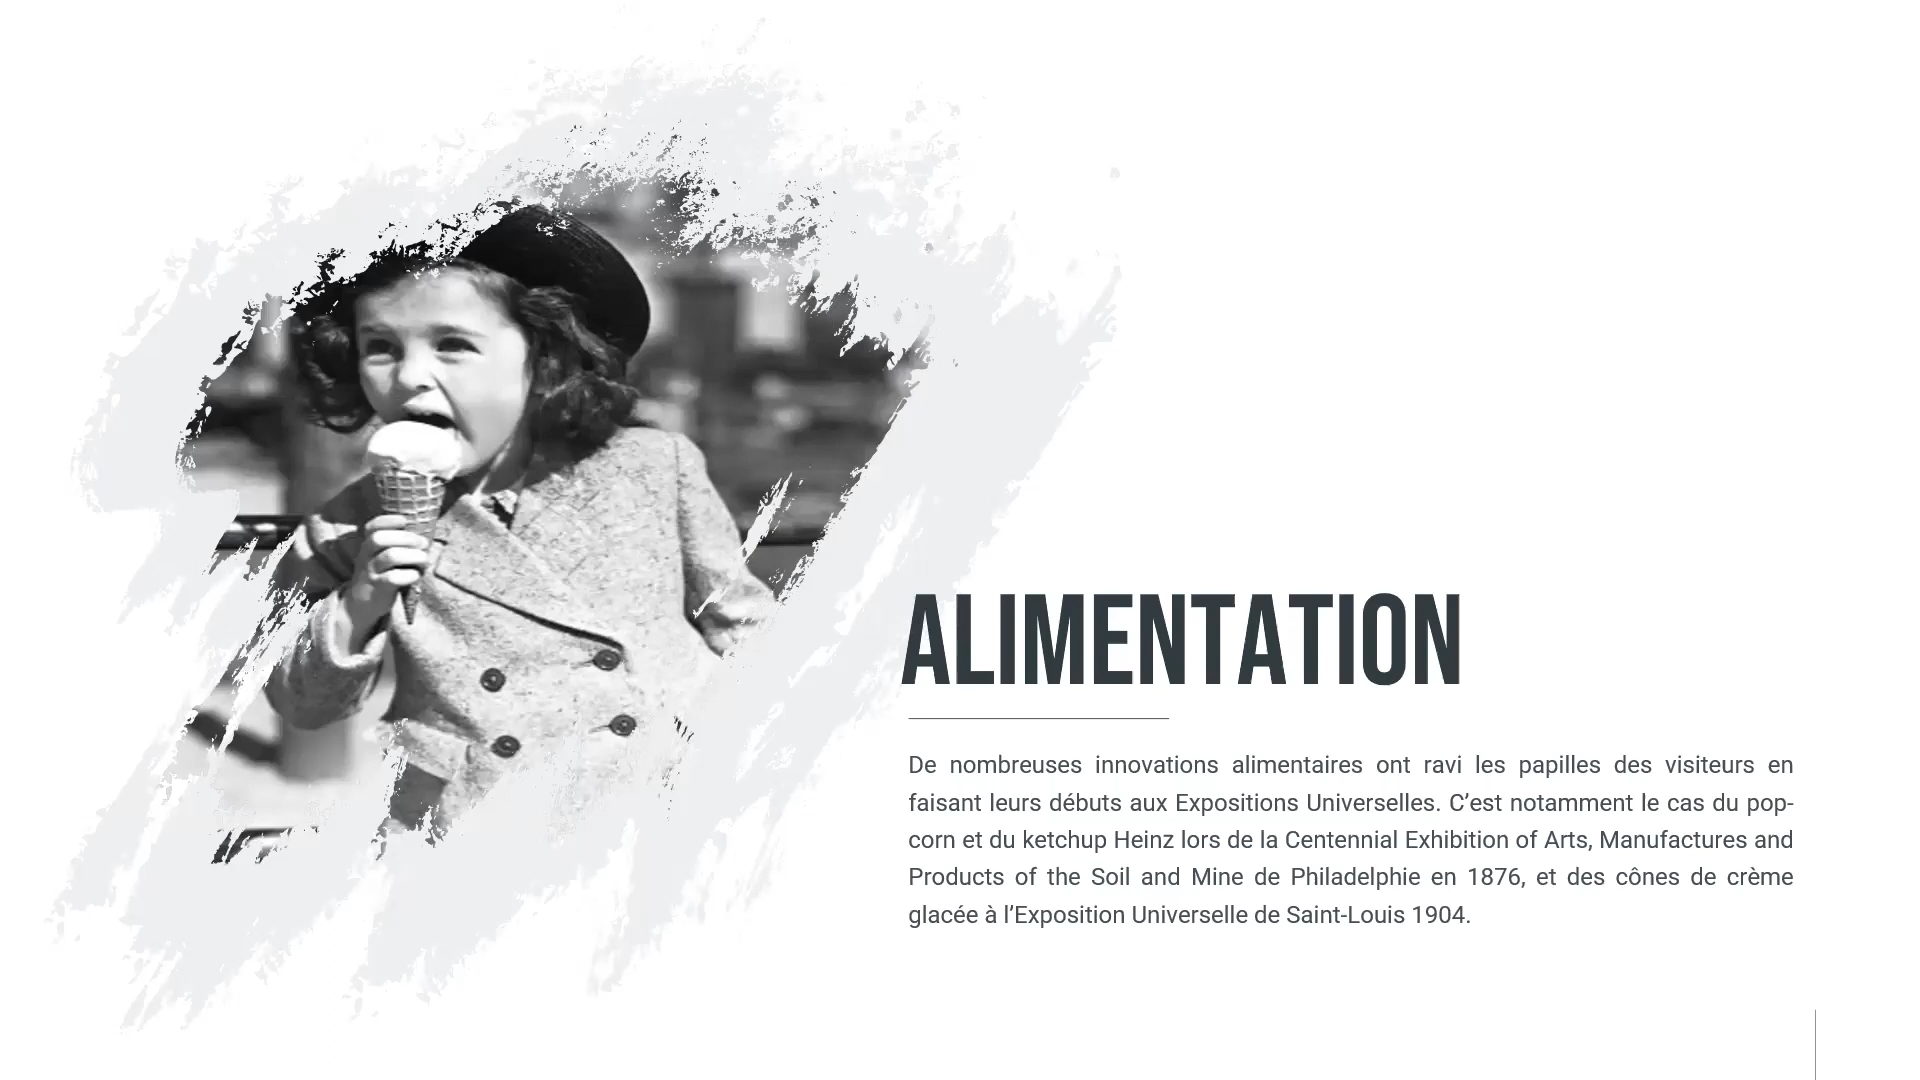 ALIMENTATION
De nombreuses innovations alimentaires ont ravi les papilles des visiteurs en
faisant leurs débuts aux Expositions Universelles. C’est notamment le cas du pop-
corn et du ketchup Heinz lors de la Centennial Exhibition of Arts, Manufactures and
Products of the Soil and Mine de Philadelphie en 1876, et des cônes de crème
glacée à l’Exposition Universelle de Saint-Louis 1904.